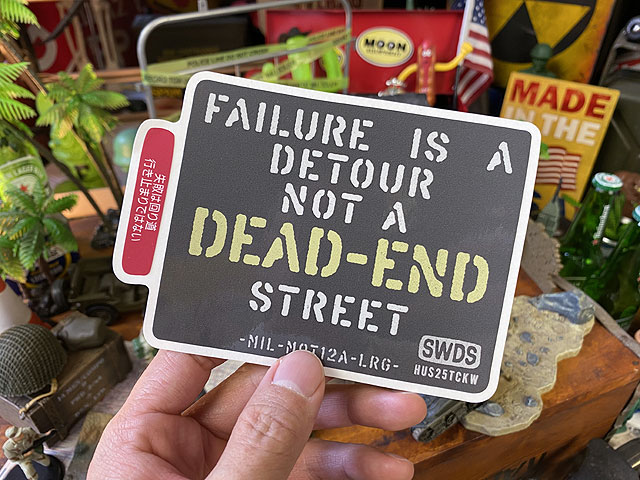 FAILURE IS A
DETOUR
NOT A
DEAD-END
STREET
-MIL-MOT12A-LRG-
SWDS
HUS25TCKW
失敗は回り道
行き止まりではない
MOON
MADE
IN THE